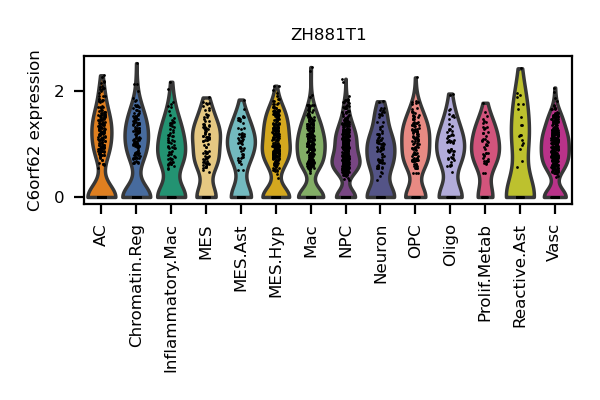 ZH881T1
C6orf62 expression
2
0
AC
Chromatin.Reg
Inflammatory.Mac
MES
MES.Ast
MES.Hyp
Mac
NPC
Neuron
OPC
Oligo
Prolif.Metab
Reactive.Ast
Vasc